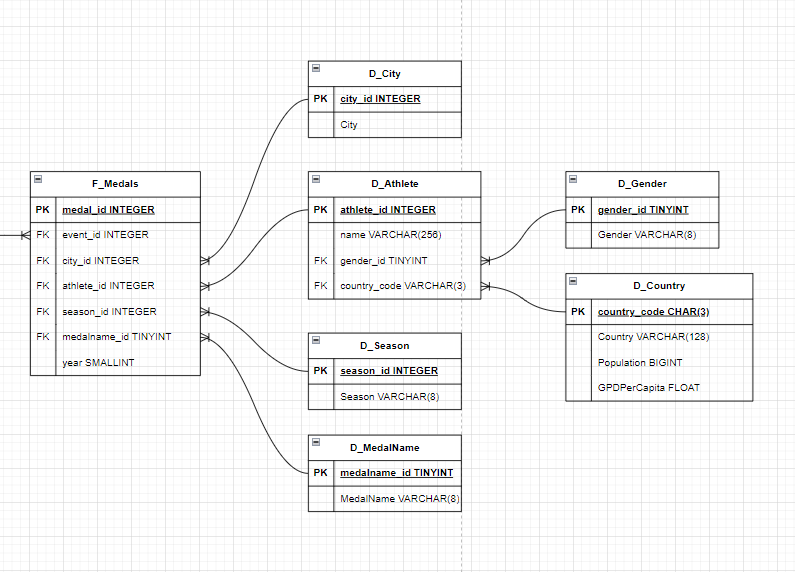 D_City
PK city_id INTEGER
City
F_Medals
PK medal_id INTEGER
FK event_id INTEGER
FK city_id INTEGER
FK athlete_id INTEGER
FK season_id INTEGER
FK medalname_id TINYINT
year SMALLINT
D_Athlete
PK athlete_id INTEGER
name VARCHAR(256)
FK gender_id TINYINT
FK country_code VARCHAR(3)
D_Gender
PK gender_id TINYINT
Gender VARCHAR(8)
D_Country
PK country_code CHAR(3)
Country VARCHAR(128)
Population BIGINT
GPDPerCapita FLOAT
D_Season
PK season_id INTEGER
Season VARCHAR(8)
D_MedalName
PK medalname_id TINYINT
MedalName VARCHAR(8)